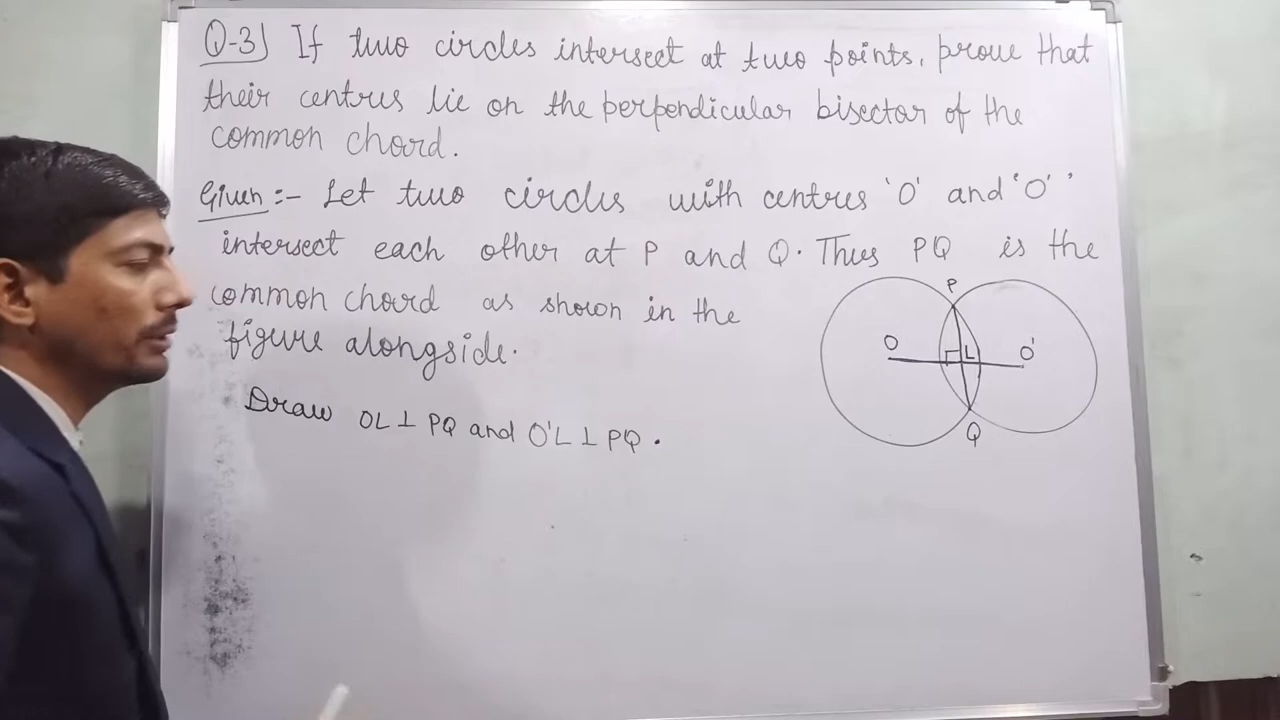 Q-3) If two circles intersect at two points, prove that
their centres lie on the perpendicular bisector of the
common chord.
Given :- Let two circles with centres 'O' and 'O''
intersect each other at P and Q. Thus PQ is the
common chord as shown in the
figure alongside.
Draw OL ⊥ PQ and O'L ⊥ PQ.
P
O
L
O'
Q